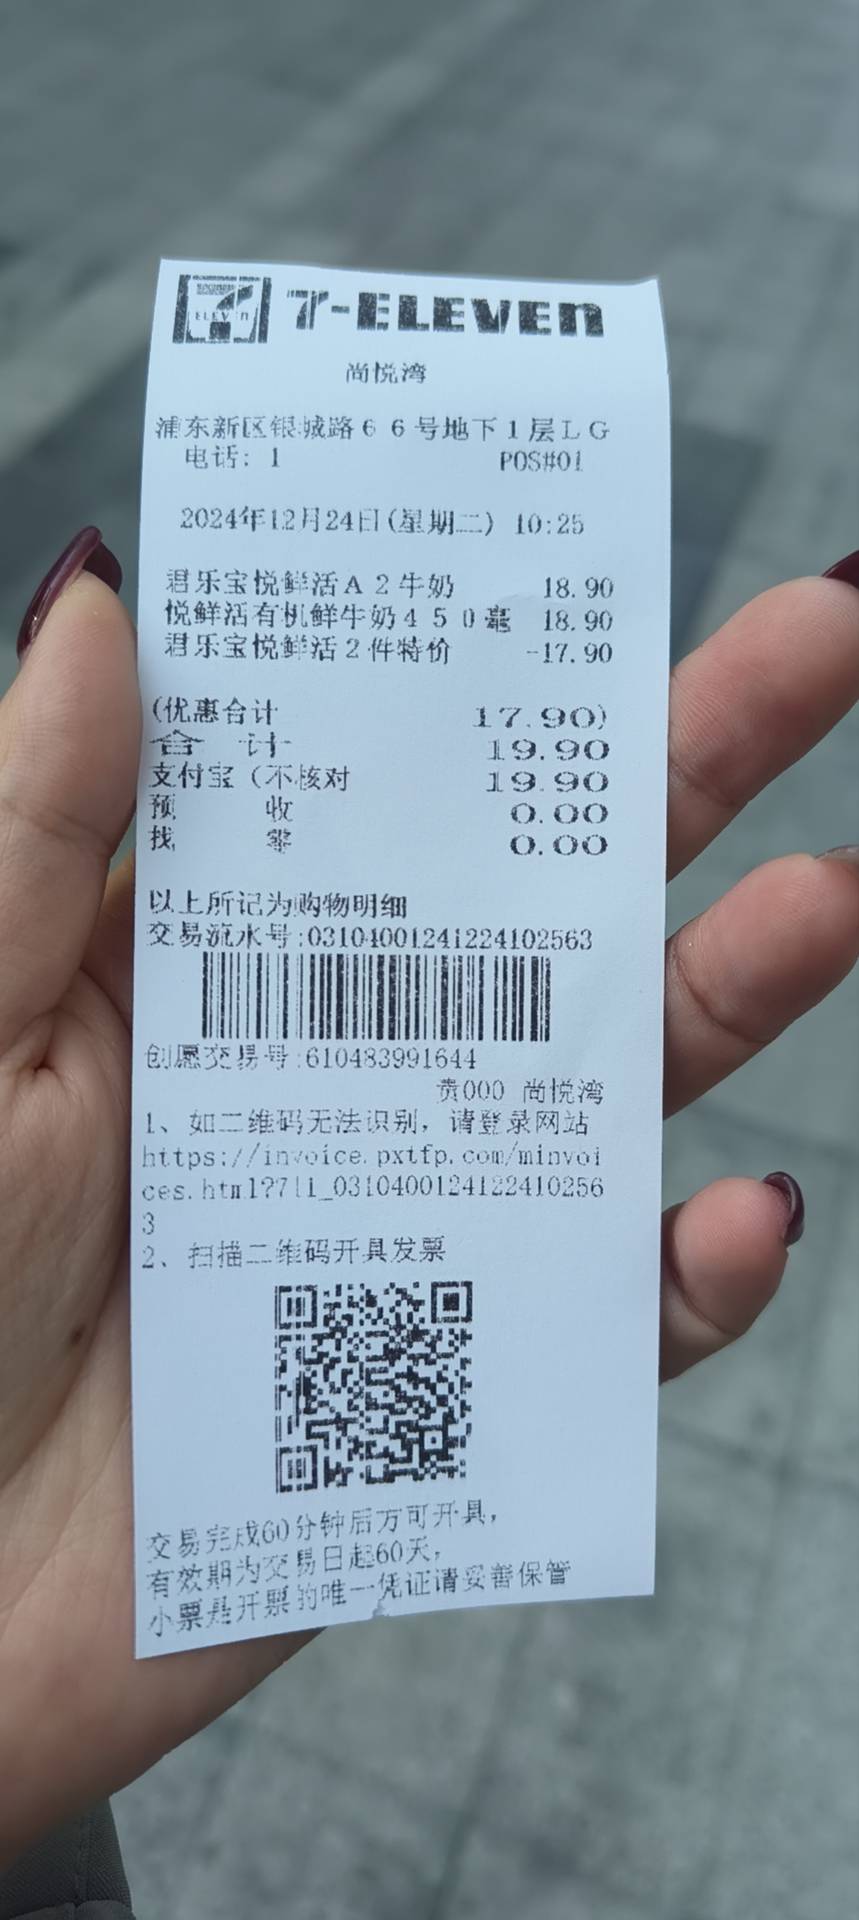 7-ELEVEN
7-ELEVEN
尚悦湾
浦东新区银城路66号地下1层LG
电话: 1 POS#01
2024年12月24日(星期二) 10:25
君乐宝悦鲜活A2牛奶 18.90
悦鲜活有机鲜牛奶450毫 18.90
君乐宝悦鲜活2件特价 -17.90
(优惠合计 17.90)
合 计 19.90
支付宝（不核对 19.90
预 收 0.00
找 零 0.00
以上所记为购物明细
交易流水号:03104001241224102563
创愿交易号:610483991644
责000 尚悦湾
1、如二维码无法识别，请登录网站
https://invoice.pxtfp.com/minvoi
ces.html?711_0310400124122410256
3
2、扫描二维码开具发票
交易完成60分钟后方可开具，
有效期为交易日起60天，
小票是开票的唯一凭证请妥善保管